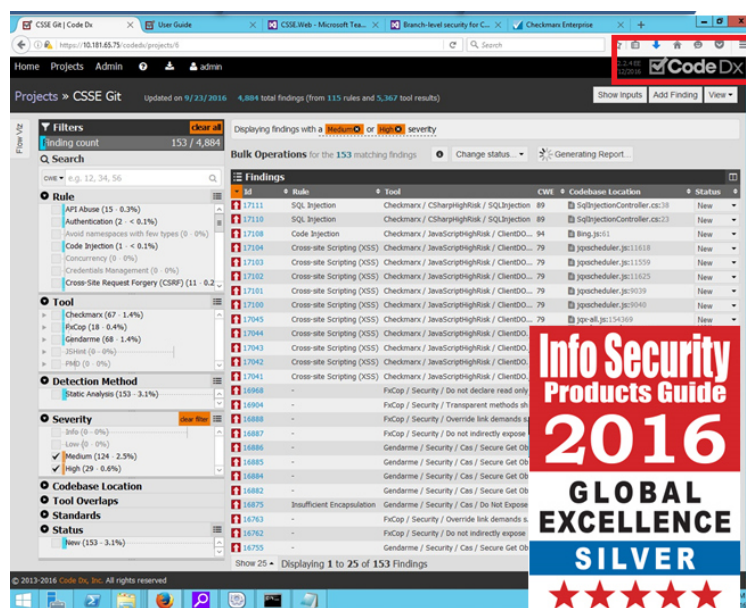 CSSE Git | Code Dx
User Guide
CSSE.Web - Microsoft Tea...
Branch-level security for C...
Checkmarx Enterprise
https://10.181.65.75/codedx/projects/6
Search
Home Projects Admin admin
2.2.4 EE
/12/2016
Code Dx
Projects » CSSE Git Updated on 9/23/2016 4,884 total findings (from 115 rules and 5,367 tool results)
Show Inputs Add Finding View
Flow Viz
Filters clear all
finding count 153 / 4,884
Search
CWE e.g. 12, 34, 56
Rule
API Abuse (15 · 0.3%)
Authentication (2 · < 0.1%)
Avoid namespaces with few types (0 · 0%)
Code Injection (1 · < 0.1%)
Concurrency (0 · 0%)
Credentials Management (0 · 0%)
Cross-Site Request Forgery (CSRF) (11 · 0.2
Tool
Checkmarx (67 · 1.4%)
FxCop (18 · 0.4%)
Gendarme (68 · 1.4%)
JSHint (0 · 0%)
PMD (0 · 0%)
Detection Method
Static Analysis (153 · 3.1%)
Severity clear filter
Info (0 · 0%)
Low (0 · 0%)
Medium (124 · 2.5%)
High (29 · 0.6%)
Codebase Location
Tool Overlaps
Standards
Status
New (153 · 3.1%)
Displaying findings with a Medium or High severity
Bulk Operations for the 153 matching findings Change status... Generating Report...
Findings
Id Rule Tool CWE Codebase Location Status
17111 SQL Injection Checkmarx / CSharpHighRisk / SQLInjection 89 SqlInjectionController.cs:38 New
17110 SQL Injection Checkmarx / CSharpHighRisk / SQLInjection 89 SqlInjectionController.cs:23 New
17108 Code Injection Checkmarx / JavaScriptHighRisk / ClientDO... 94 Bing.js:61 New
17104 Cross-site Scripting (XSS) Checkmarx / JavaScriptHighRisk / ClientDO... 79 jqxscheduler.js:11618 New
17103 Cross-site Scripting (XSS) Checkmarx / JavaScriptHighRisk / ClientDO... 79 jqxscheduler.js:11559 New
17102 Cross-site Scripting (XSS) Checkmarx / JavaScriptHighRisk / ClientDO... 79 jqxscheduler.js:11625 New
17101 Cross-site Scripting (XSS) Checkmarx / JavaScriptHighRisk / ClientDO... 79 jqxscheduler.js:9039 New
17100 Cross-site Scripting (XSS) Checkmarx / JavaScriptHighRisk / ClientDO... 79 jqxscheduler.js:9040 New
17045 Cross-site Scripting (XSS) Checkmarx / JavaScriptHighRisk / ClientDO... 79 jqx-all.js:154369 New
17044 Cross-site Scripting (XSS) Checkmarx / JavaScriptHighRisk / ClientDO.
17043 Cross-site Scripting (XSS) Checkmarx / JavaScriptHighRisk / ClientDO.
17042 Cross-site Scripting (XSS) Checkmarx / JavaScriptHighRisk / ClientDO.
17041 Cross-site Scripting (XSS) Checkmarx / JavaScriptHighRisk / ClientDO.
16968 - FxCop / Security / Do not declare read only
16904 - FxCop / Security / Transparent methods sh
16888 - FxCop / Security / Override link demands s
16887 - FxCop / Security / Do not indirectly expose
16886 - Gendarme / Security / Cas / Secure Get Ob
16885 - Gendarme / Security / Cas / Secure Get Ob
16884 - Gendarme / Security / Cas / Secure Get Ob
16882 - Gendarme / Security / Cas / Secure Get Ob
16875 Insufficient Encapsulation Gendarme / Security / Cas / Do Not Expose
16763 - FxCop / Security / Override link demands s.
16762 - FxCop / Security / Do not indirectly expose
16755 - Gendarme / Security / Cas / Secure Get Ob
Show 25 Displaying 1 to 25 of 153 Findings
© 2013-2016 Code Dx, Inc. All rights reserved
Info Security
Products Guide
2016
GLOBAL
EXCELLENCE
SILVER